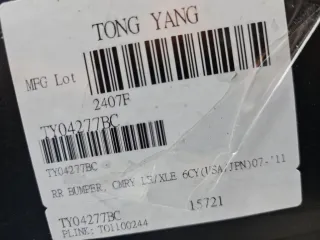 TONG YANG
MFG Lot
2407F
TY04277BC
TY04277BC
RR BUMPER, CMRY LE/XLE 6CY(USA/JPN)07-'11
TY04277BC 15721
PLINK: TO1100244